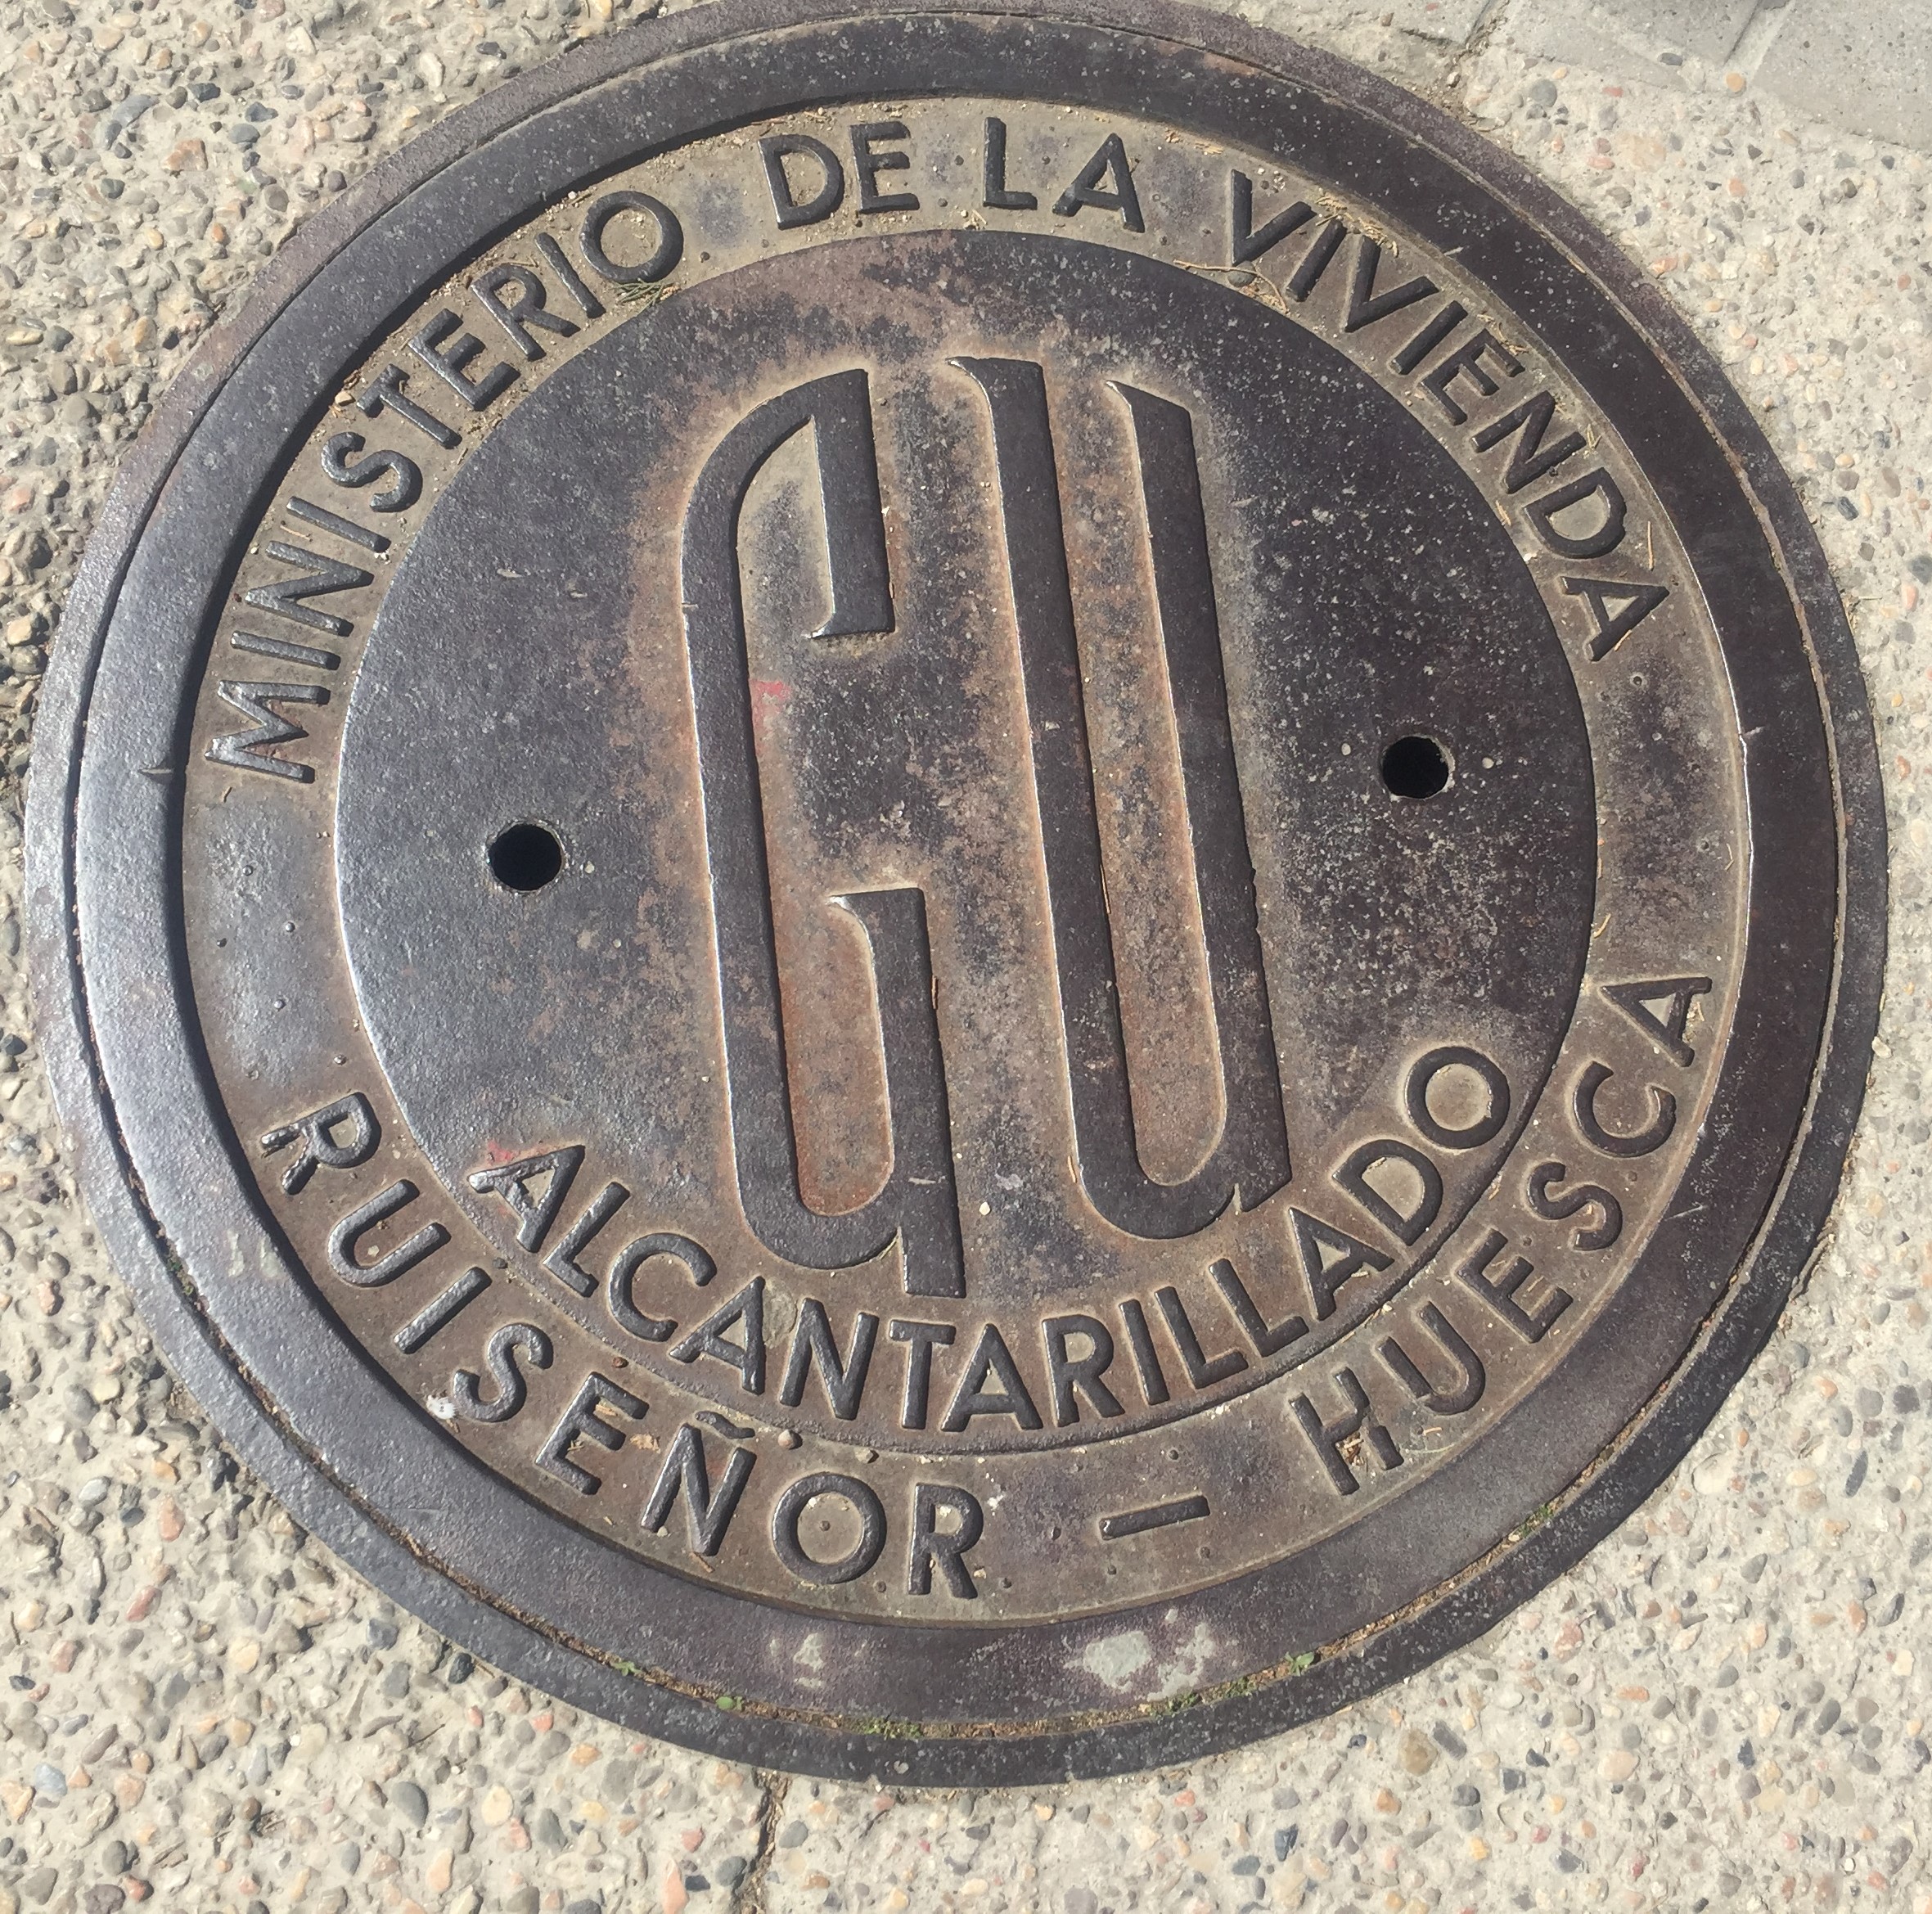 MINISTERIO DE LA VIVIENDA
GU
ALCANTARILLADO
RUISEÑOR — HUESCA